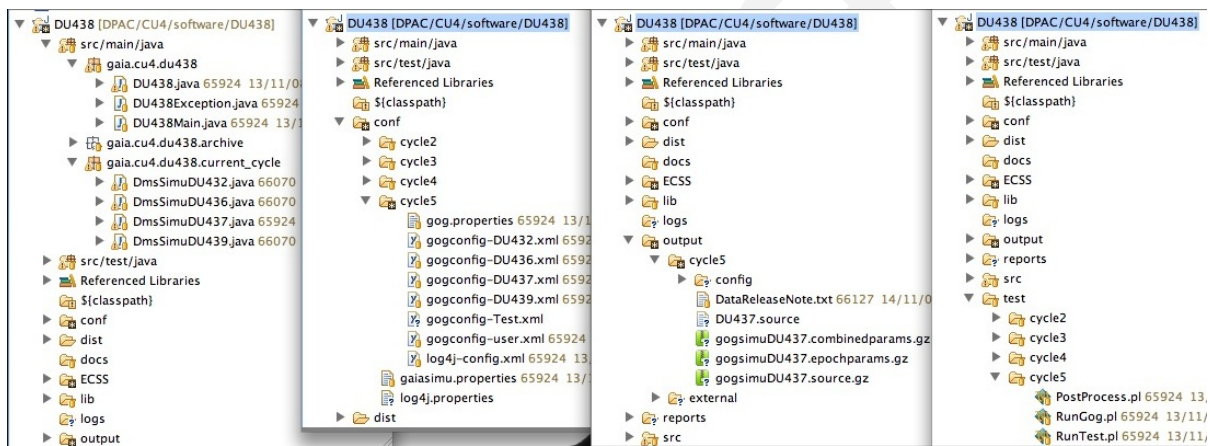 DU438 [DPAC/CU4/software/DU438]
src/main/java
gaia.cu4.du438
DU438.java 65924 13/11/0
DU438Exception.java 65924
DU438Main.java 65924 13/1
gaia.cu4.du438.archive
gaia.cu4.du438.current_cycle
DmsSimuDU432.java 66070
DmsSimuDU436.java 66070
DmsSimuDU437.java 65924
DmsSimuDU439.java 66070
src/test/java
Referenced Libraries
${classpath}
conf
dist
docs
ECSS
lib
logs
output
DU438 [DPAC/CU4/software/DU438]
src/main/java
src/test/java
Referenced Libraries
${classpath}
conf
cycle2
cycle3
cycle4
cycle5
gog.properties 65924 13/1
gogconfig-DU432.xml 6592
gogconfig-DU436.xml 6592
gogconfig-DU437.xml 6592
gogconfig-DU439.xml 6592
gogconfig-Test.xml
gogconfig-user.xml 65924
log4j-config.xml 65924 13/
gaiasimu.properties 65924 13/1
log4j.properties
dist
DU438 [DPAC/CU4/software/DU438]
src/main/java
src/test/java
Referenced Libraries
${classpath}
conf
dist
docs
ECSS
lib
logs
output
cycle5
config
DataReleaseNote.txt 66127 14/11/0
DU437.source
gogsimuDU437.combinedparams.gz
gogsimuDU437.epochparams.gz
gogsimuDU437.source.gz
external
reports
src
DU438 [DPAC/CU4/software/DU438]
src/main/java
src/test/java
Referenced Libraries
${classpath}
conf
dist
docs
ECSS
lib
logs
output
reports
src
test
cycle2
cycle3
cycle4
cycle5
PostProcess.pl 65924 13/
RunGog.pl 65924 13/11/
RunTest.pl 65924 13/11/